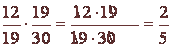 12/19 · 19/30 = 12 · 19/19 · 30 = 2/5